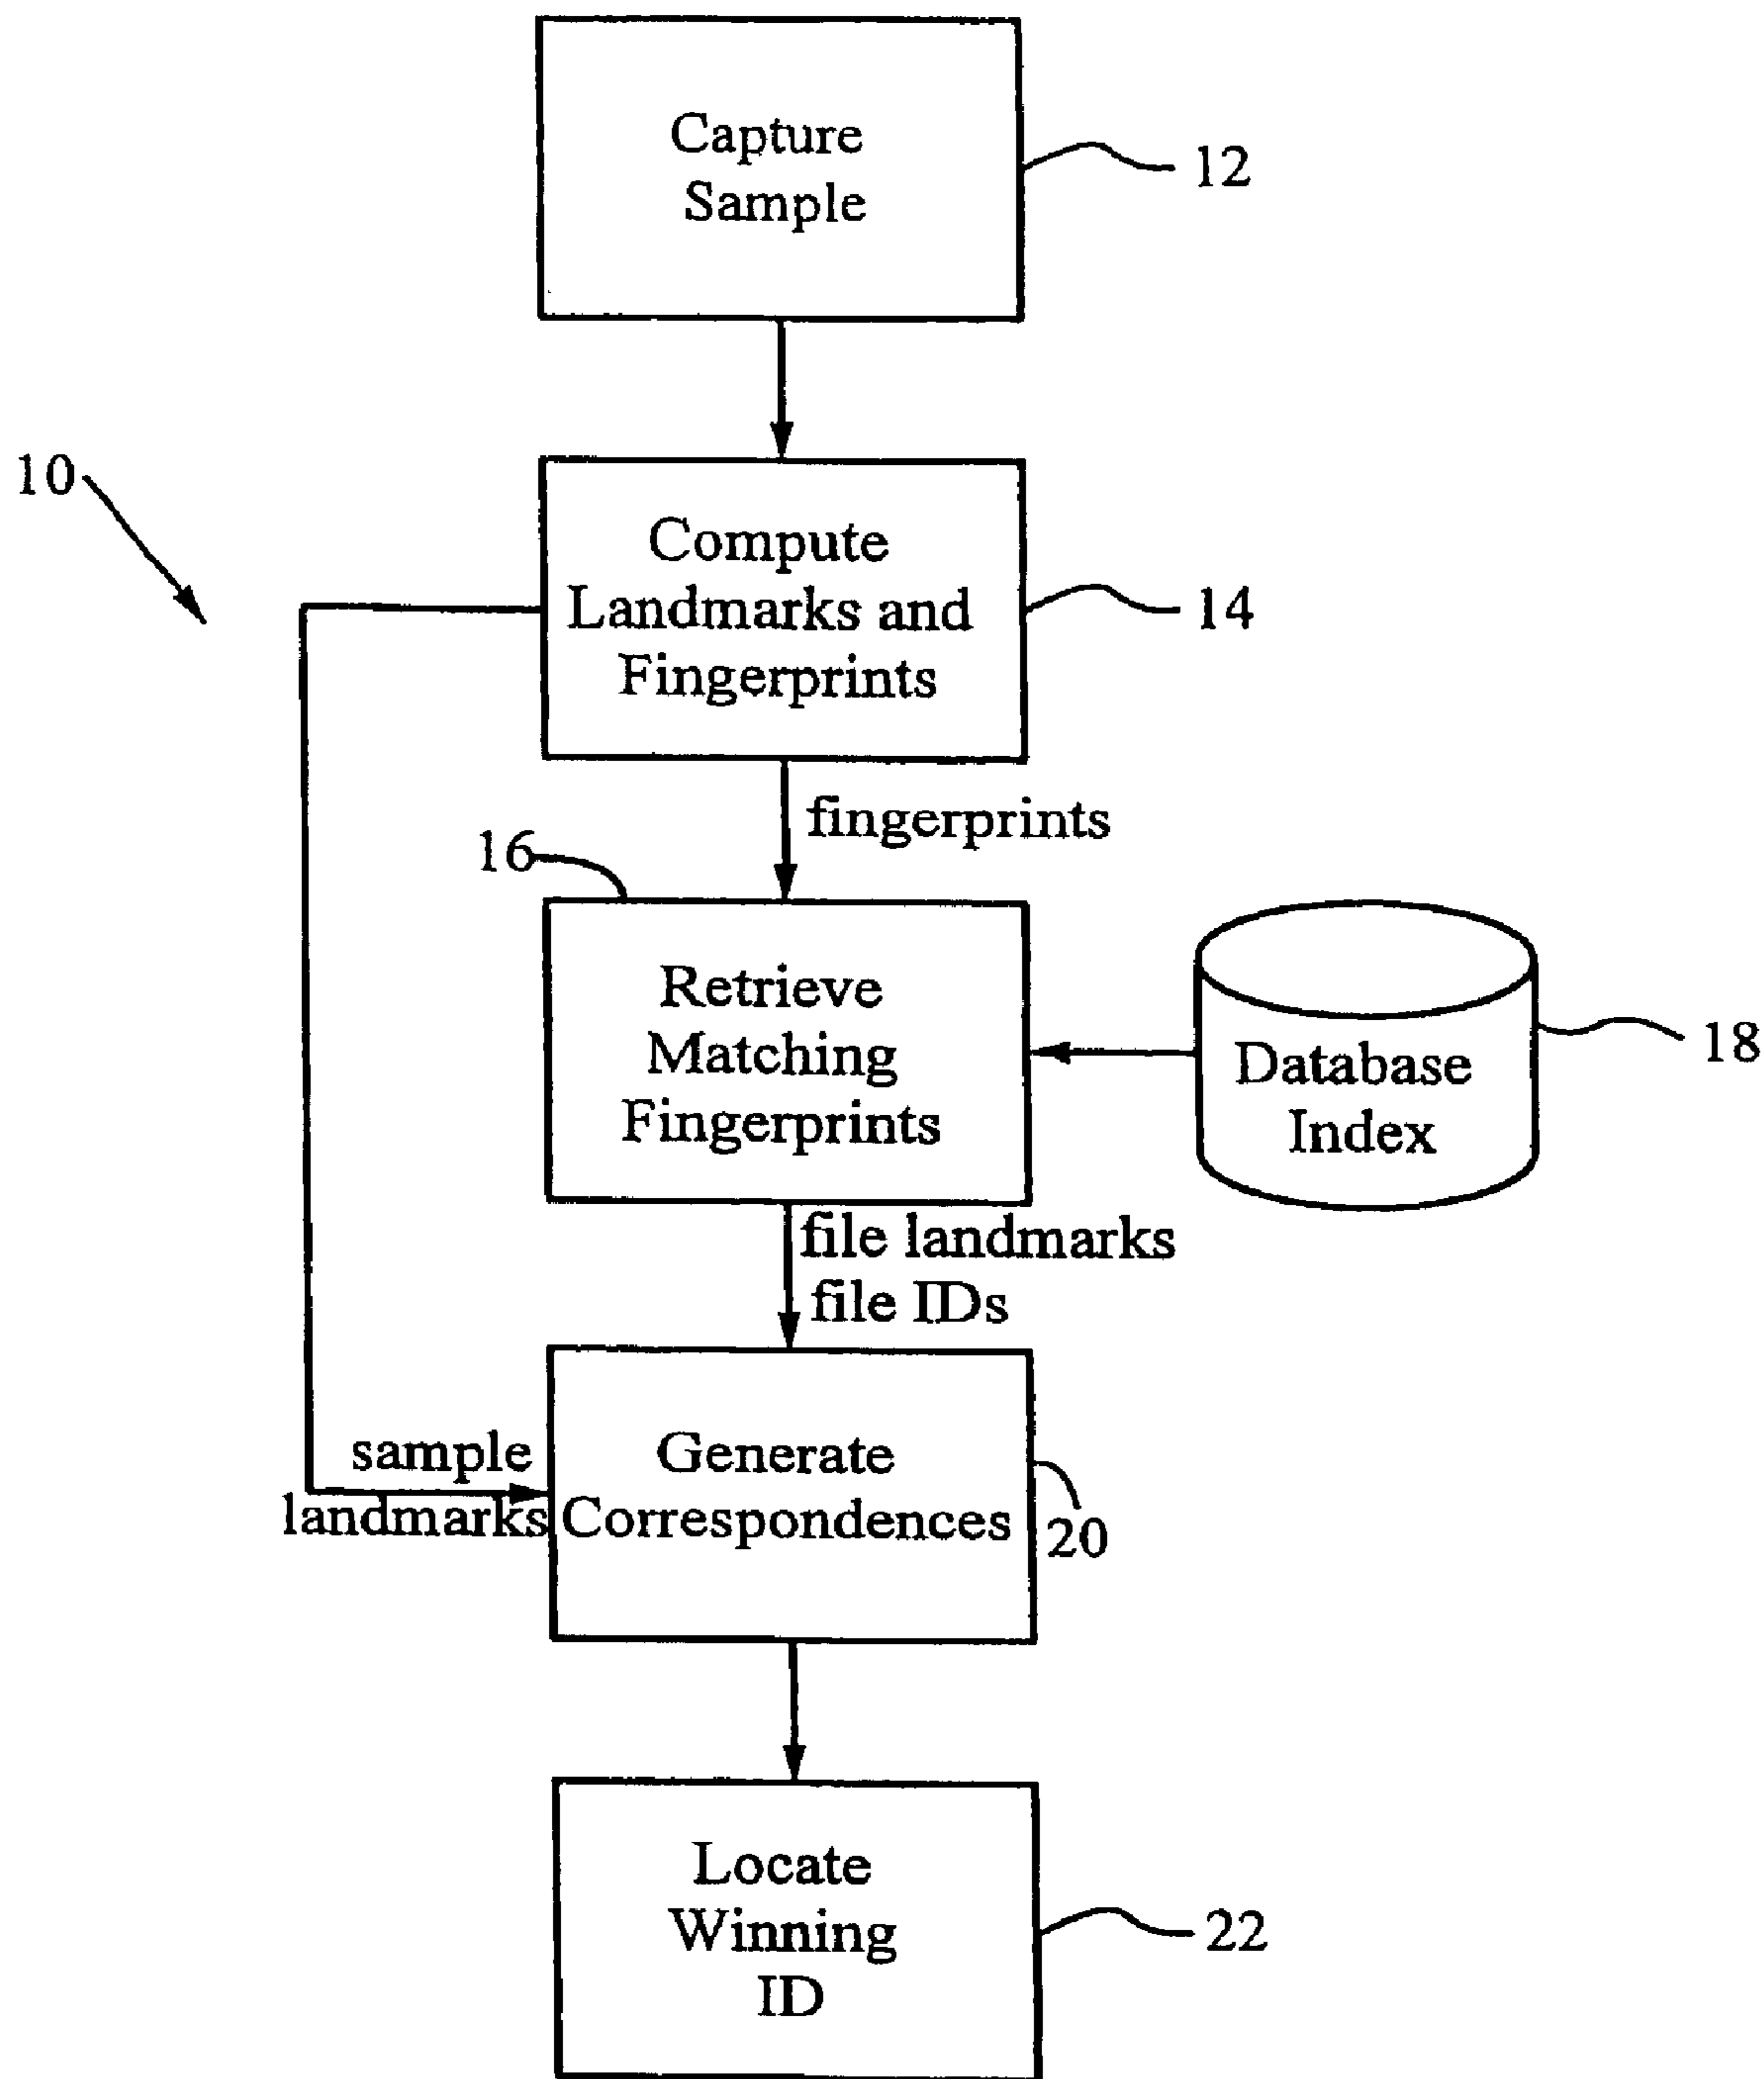 Capture
Sample
12
10
Compute
Landmarks and
Fingerprints
14
fingerprints
16
Retrieve
Matching
Fingerprints
Database
Index
18
file landmarks
file IDs
sample
landmarks
Generate
Correspondences
20
Locate
Winning
ID
22